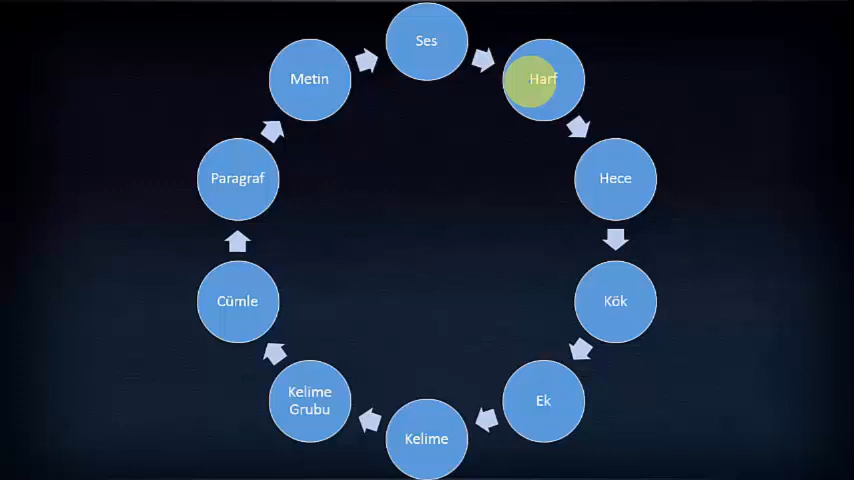 Ses
Harf
Hece
Kök
Ek
Kelime
Kelime
Grubu
Cümle
Paragraf
Metin